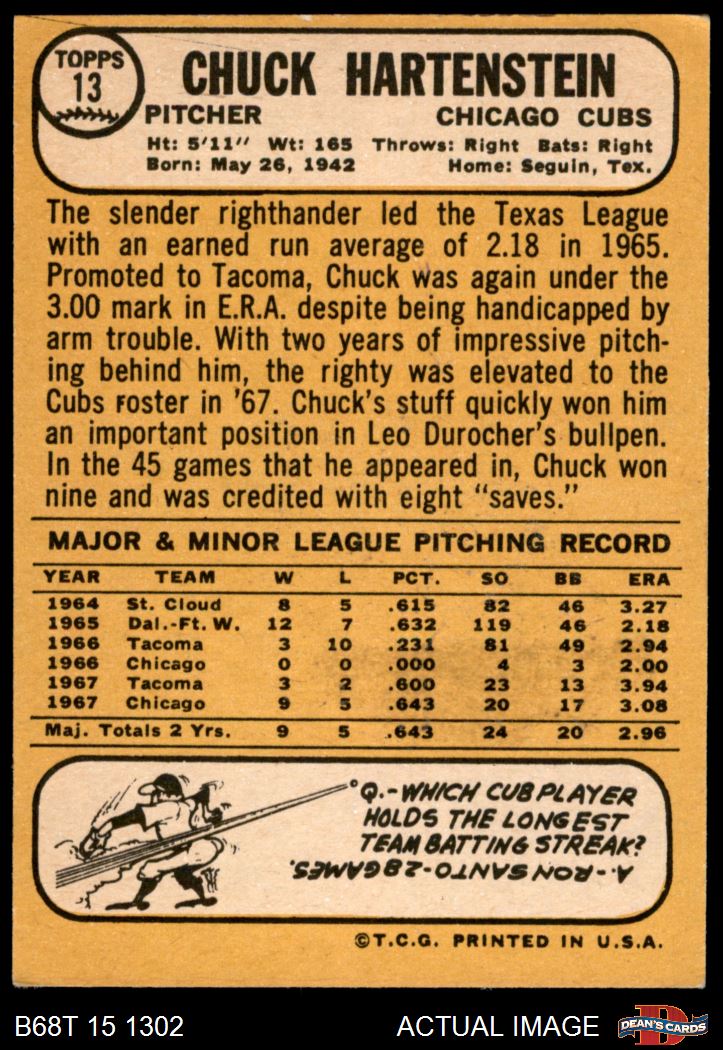 TOPPS
13
CHUCK HARTENSTEIN
PITCHER CHICAGO CUBS
Ht: 5'11" Wt: 165 Throws: Right Bats: Right
Born: May 26, 1942 Home: Seguin, Tex.
The slender righthander led the Texas League
with an earned run average of 2.18 in 1965.
Promoted to Tacoma, Chuck was again under the
3.00 mark in E.R.A. despite being handicapped by
arm trouble. With two years of impressive pitch-
ing behind him, the righty was elevated to the
Cubs roster in '67. Chuck's stuff quickly won him
an important position in Leo Durocher's bullpen.
In the 45 games that he appeared in, Chuck won
nine and was credited with eight "saves."
MAJOR & MINOR LEAGUE PITCHING RECORD
YEAR TEAM W L PCT. SO BB ERA
1964 St. Cloud 8 5 .615 82 46 3.27
1965 Dal.-Ft. W. 12 7 .632 119 46 2.18
1966 Tacoma 3 10 .231 81 49 2.94
1966 Chicago 0 0 .000 4 3 2.00
1967 Tacoma 3 2 .600 23 13 3.94
1967 Chicago 9 5 .643 20 17 3.08
Maj. Totals 2 Yrs. 9 5 .643 24 20 2.96
Q.-WHICH CUB PLAYER
HOLDS THE LONGEST
TEAM BATTING STREAK?
A.-RON SANTO-28 GAMES.
©T.C.G. PRINTED IN U.S.A.
B68T 15 1302 ACTUAL IMAGE DEAN'S CARDS